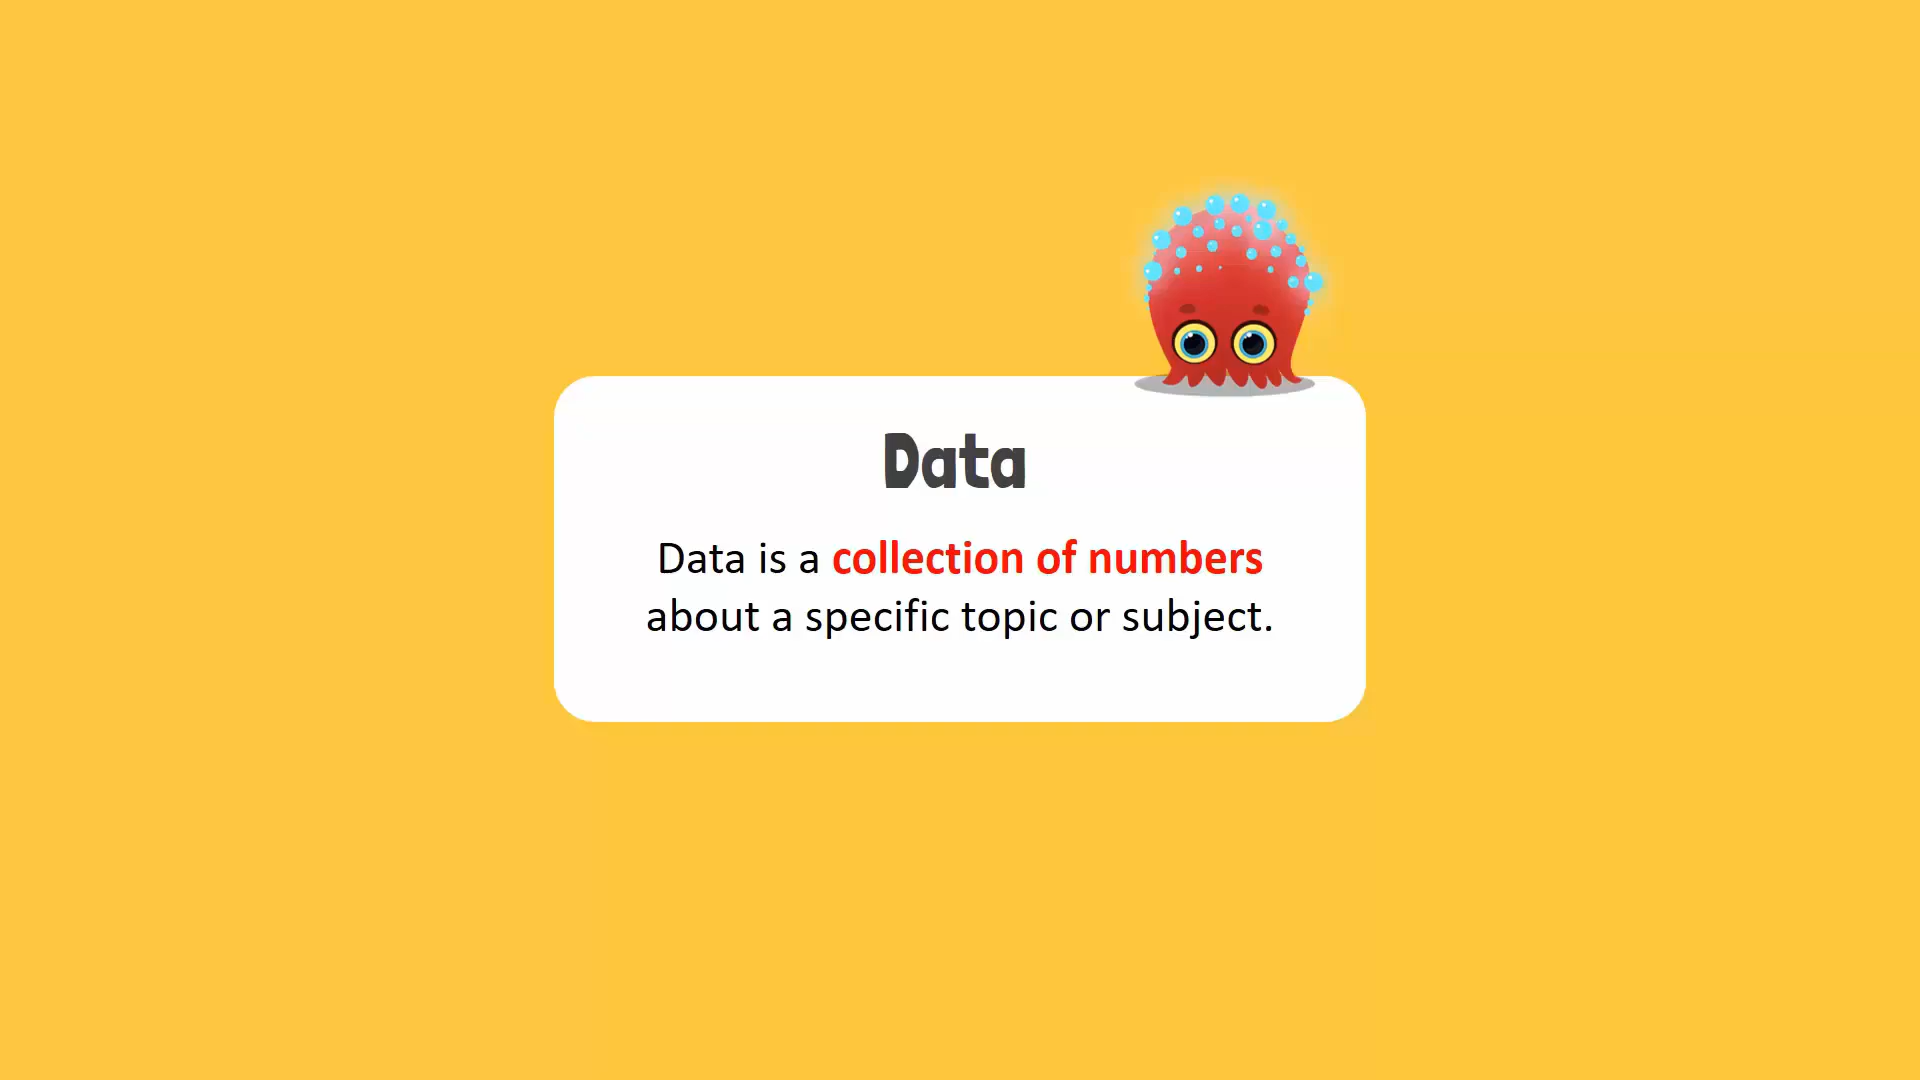 Data
Data is a collection of numbers
about a specific topic or subject.